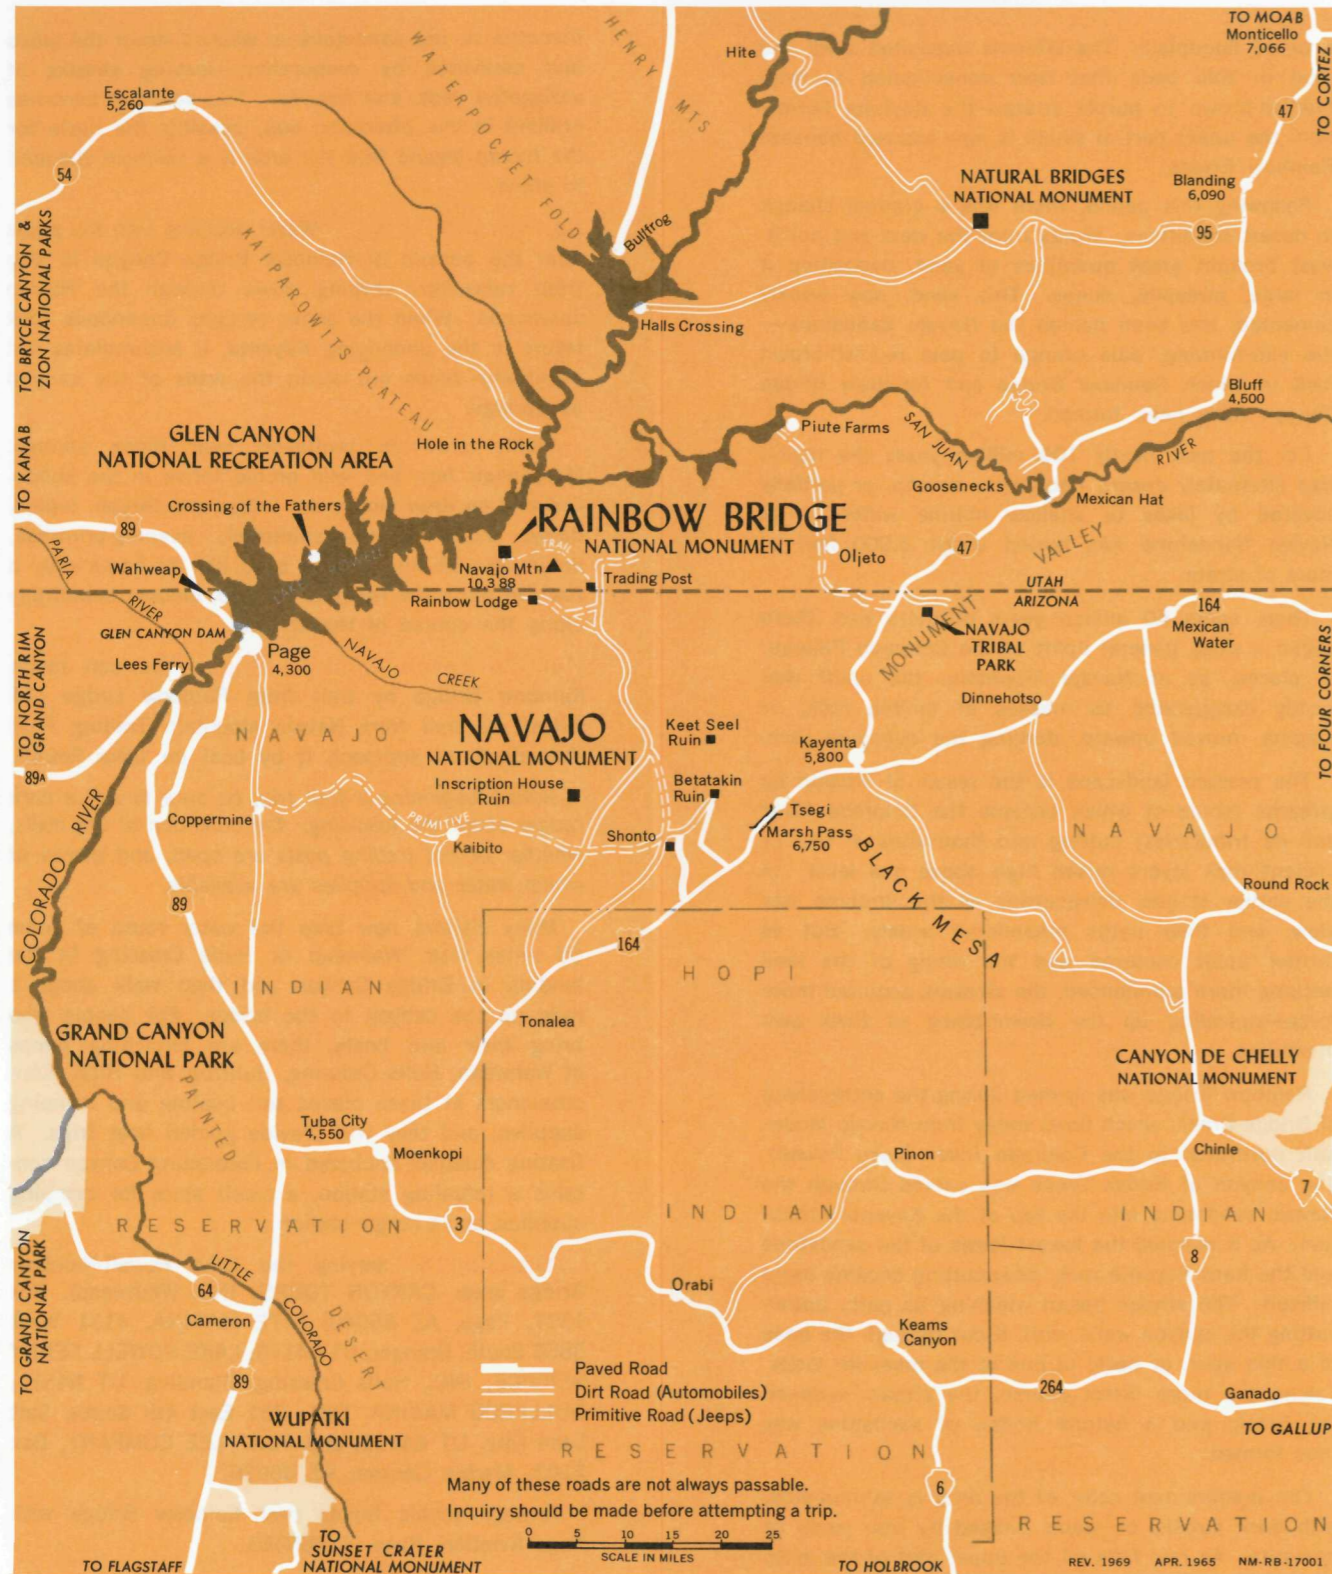 TO MOAB
Monticello
7,066
TO CORTEZ
HENRY
MTS
Hite
WATERPOCKET FOLD
Escalante
5,260
47
54
NATURAL BRIDGES
NATIONAL MONUMENT
Blanding
6,090
95
TO BRYCE CANYON &
ZION NATIONAL PARKS
KAIPAROWITS PLATEAU
Bullfrog
Halls Crossing
Bluff
4,500
GLEN CANYON
NATIONAL RECREATION AREA
Hole in the Rock
Piute Farms
SAN JUAN
RIVER
Goosenecks
Mexican Hat
TO KANAB
89
Crossing of the Fathers
RAINBOW BRIDGE
NATIONAL MONUMENT
TRAIL
LAKE POWELL
47
VALLEY
Oljeto
PARIA
RIVER
Wahweap
Navajo Mtn
10,388
Trading Post
Rainbow Lodge
UTAH
ARIZONA
164
Mexican
Water
MONUMENT
NAVAJO
TRIBAL
PARK
GLEN CANYON DAM
Page
4,300
NAVAJO
CREEK
Lees Ferry
TO NORTH RIM
GRAND CANYON
TO FOUR CORNERS
Dinnehotso
NAVAJO
NAVAJO
NATIONAL MONUMENT
Keet Seel
Ruin
Kayenta
5,800
89A
Inscription House
Ruin
Betatakin
Ruin
Tsegi
Marsh Pass
6,750
COLORADO RIVER
Coppermine
PRIMITIVE
Kaibito
Shonto
BLACK MESA
NAVAJO
Round Rock
89
164
INDIAN
HOPI
Tonalea
GRAND CANYON
NATIONAL PARK
CANYON DE CHELLY
NATIONAL MONUMENT
PAINTED
DESERT
Tuba City
4,550
Moenkopi
Pinon
Chinle
7
RESERVATION
3
INDIAN
INDIAN
8
TO GRAND CANYON
NATIONAL PARK
LITTLE
COLORADO
64
Cameron
Orabi
Keams
Canyon
89
Paved Road
Dirt Road (Automobiles)
Primitive Road (Jeeps)
264
Ganado
TO GALLUP
WUPATKI
NATIONAL MONUMENT
RESERVATION
Many of these roads are not always passable.
Inquiry should be made before attempting a trip.
6
RESERVATION
0 5 10 15 20 25
SCALE IN MILES
TO
SUNSET CRATER
NATIONAL MONUMENT
TO FLAGSTAFF
TO HOLBROOK
REV. 1969 APR. 1965 NM-RB-17001